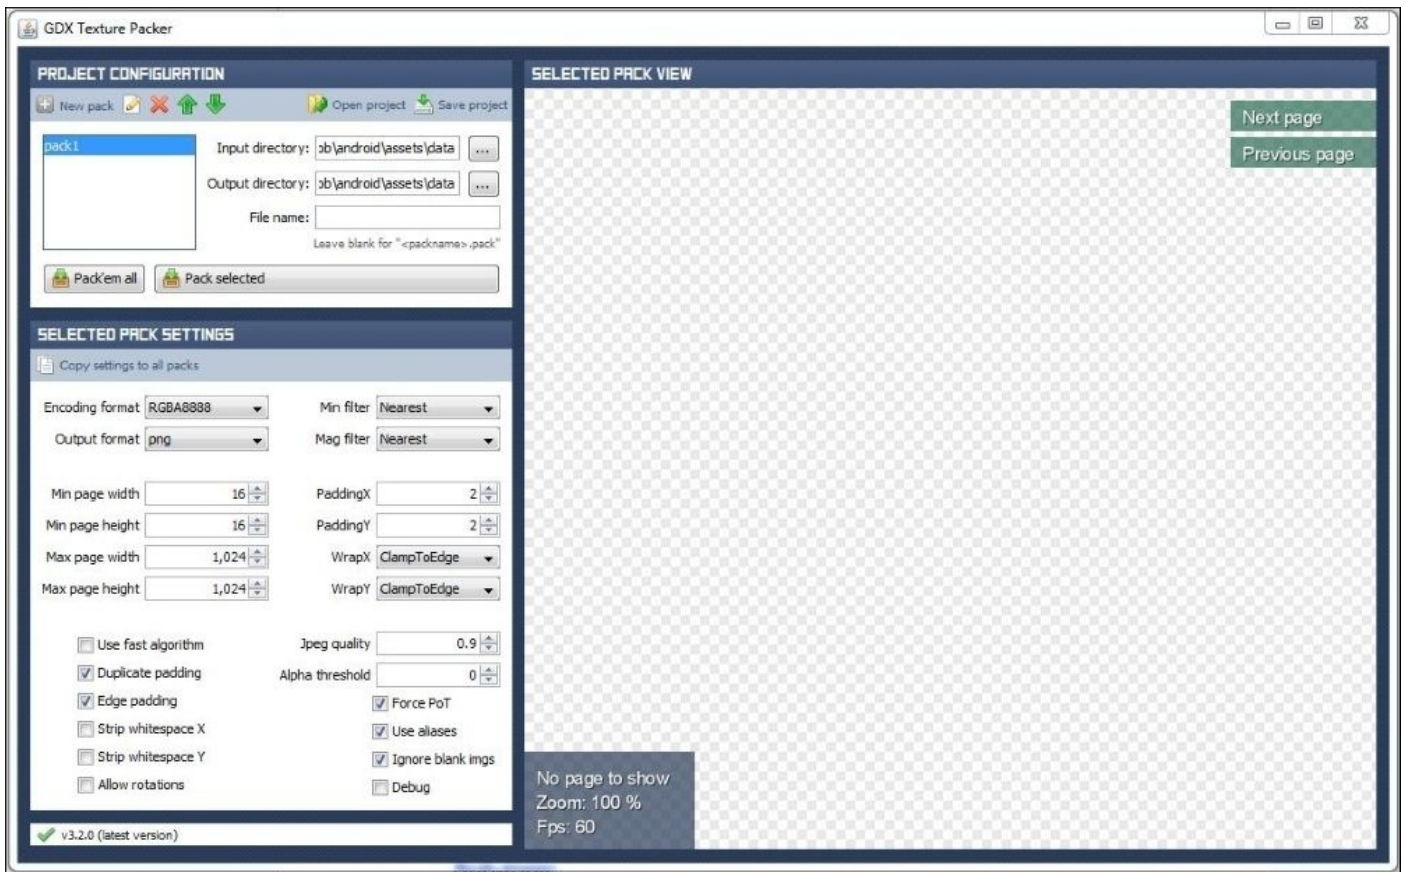 GDX Texture Packer
PROJECT CONFIGURATION
New pack
Open project
Save project
pack1
Input directory: ob\android\assets\data ...
Output directory: ob\android\assets\data ...
File name:
Leave blank for "<packname>.pack"
Pack'em all
Pack selected
SELECTED PACK SETTINGS
Copy settings to all packs
Encoding format RGBA8888
Min filter Nearest
Output format png
Mag filter Nearest
Min page width 16
PaddingX 2
Min page height 16
PaddingY 2
Max page width 1,024
WrapX ClampToEdge
Max page height 1,024
WrapY ClampToEdge
Use fast algorithm
Jpeg quality 0.9
Duplicate padding
Alpha threshold 0
Edge padding
Force PoT
Strip whitespace X
Use aliases
Strip whitespace Y
Ignore blank imgs
Allow rotations
Debug
v3.2.0 (latest version)
SELECTED PACK VIEW
Next page
Previous page
No page to show
Zoom: 100 %
Fps: 60